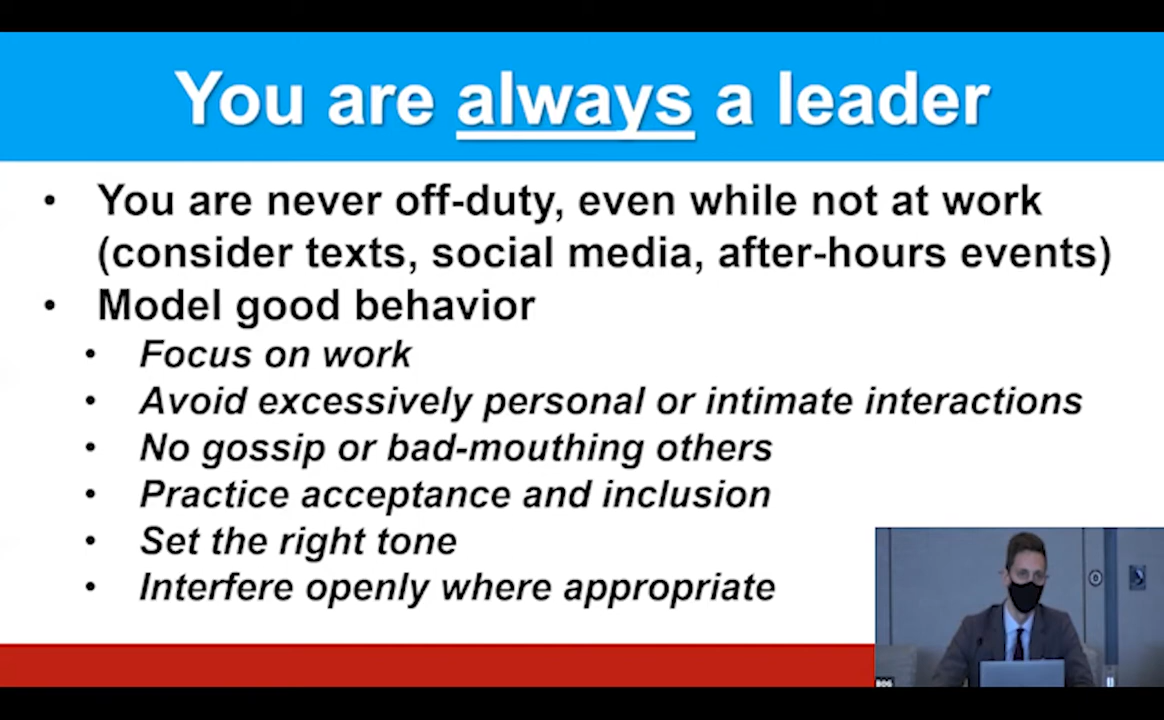 You are always a leader
• You are never off-duty, even while not at work
(consider texts, social media, after-hours events)
• Model good behavior
• Focus on work
• Avoid excessively personal or intimate interactions
• No gossip or bad-mouthing others
• Practice acceptance and inclusion
• Set the right tone
• Interfere openly where appropriate
BOG